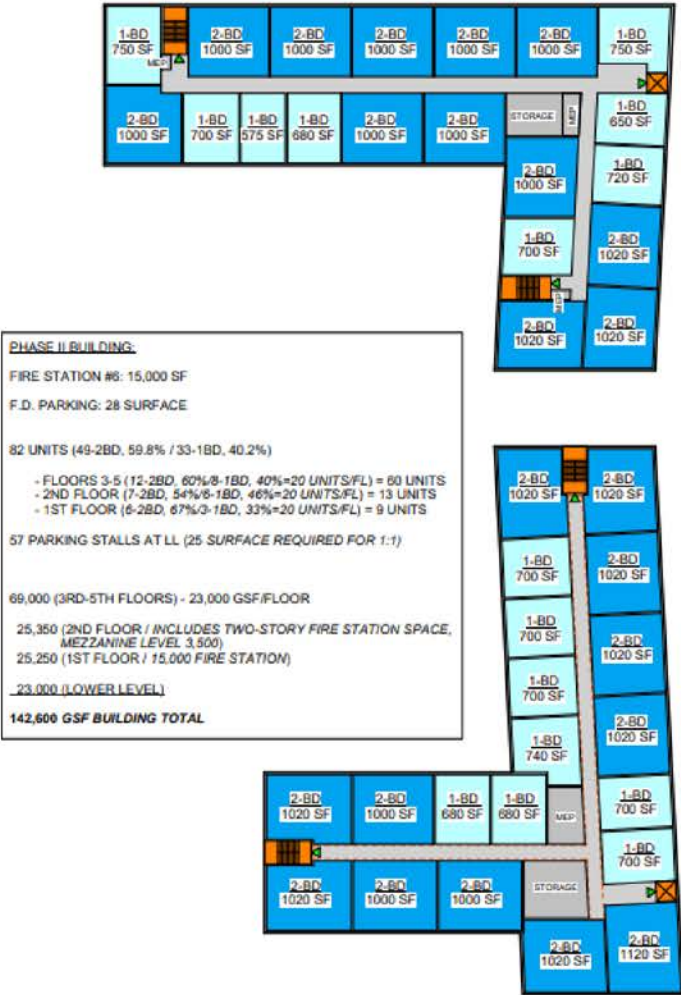 1-BD
750 SF
MEP
2-BD
1000 SF
2-BD
1000 SF
2-BD
1000 SF
2-BD
1000 SF
2-BD
1000 SF
1-BD
750 SF
2-BD
1000 SF
1-BD
700 SF
1-BD
575 SF
1-BD
680 SF
2-BD
1000 SF
2-BD
1000 SF
STORAGE
MEP
1-BD
650 SF
2-BD
1000 SF
1-BD
720 SF
1-BD
700 SF
2-BD
1020 SF
MEP
2-BD
1020 SF
2-BD
1020 SF
PHASE II BUILDING:
FIRE STATION #6: 15,000 SF
F.D. PARKING: 28 SURFACE
82 UNITS (49-2BD, 59.8% / 33-1BD, 40.2%)
- FLOORS 3-5 (12-2BD, 60%/8-1BD, 40%=20 UNITS/FL) = 60 UNITS
- 2ND FLOOR (7-2BD, 54%/6-1BD, 46%=20 UNITS/FL) = 13 UNITS
- 1ST FLOOR (6-2BD, 67%/3-1BD, 33%=20 UNITS/FL) = 9 UNITS
57 PARKING STALLS AT LL (25 SURFACE REQUIRED FOR 1:1)
69,000 (3RD-5TH FLOORS) - 23,000 GSF/FLOOR
25,350 (2ND FLOOR / INCLUDES TWO-STORY FIRE STATION SPACE,
MEZZANINE LEVEL 3,500)
25,250 (1ST FLOOR / 15,000 FIRE STATION)
23,000 (LOWER LEVEL)
142,600 GSF BUILDING TOTAL
2-BD
1020 SF
2-BD
1020 SF
1-BD
700 SF
2-BD
1020 SF
1-BD
700 SF
2-BD
1020 SF
1-BD
700 SF
2-BD
1020 SF
1-BD
740 SF
2-BD
1020 SF
1000 SF
2-BD
1-BD
680 SF
1-BD
680 SF
MEP
1-BD
700 SF
1-BD
700 SF
2-BD
1020 SF
2-BD
1000 SF
2-BD
1000 SF
STORAGE
2-BD
1020 SF
2-BD
1120 SF